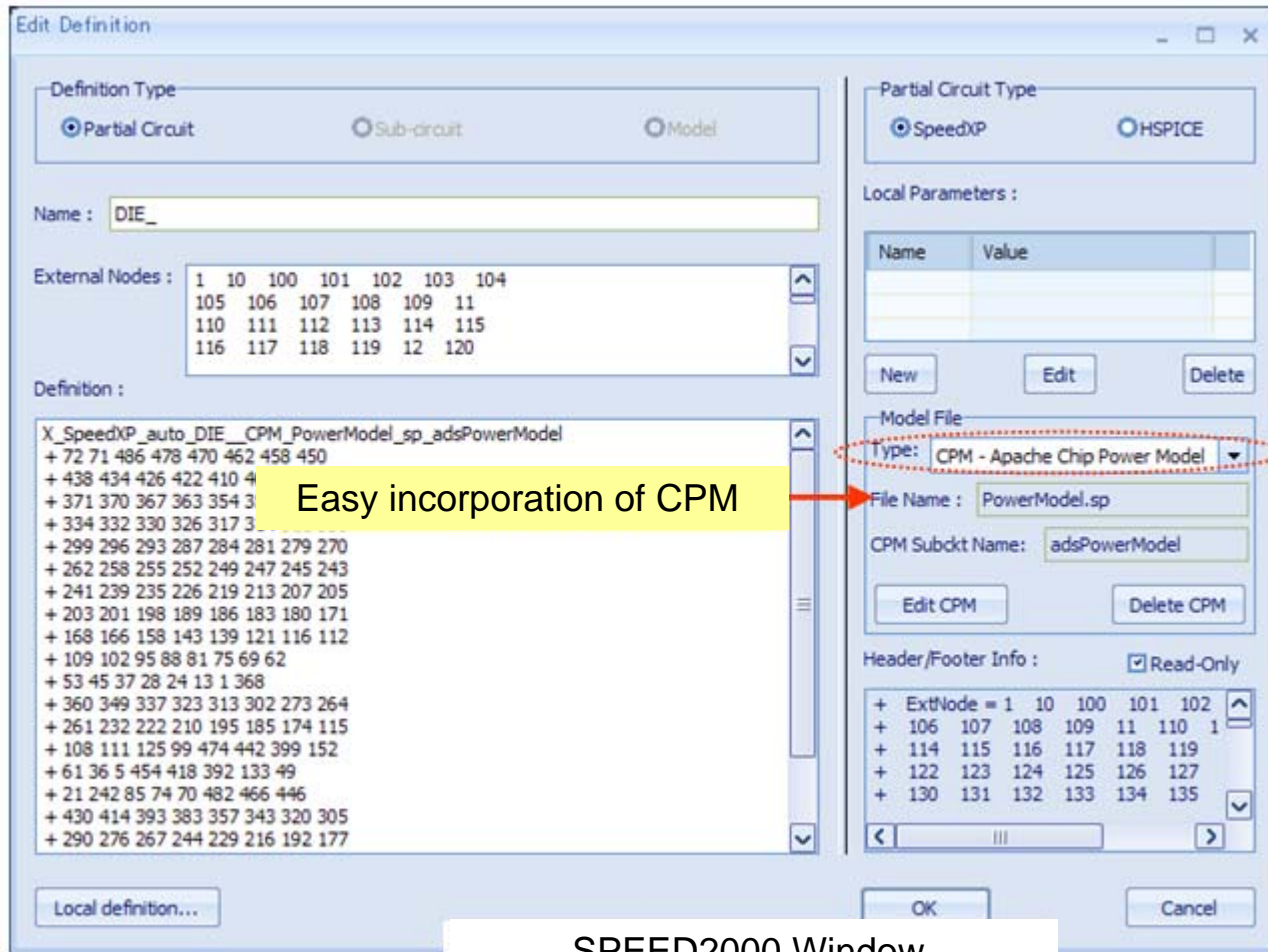 Edit Definition
Definition Type
Partial Circuit
Sub-circuit
Model
Name :
DIE_
External Nodes :
1 10 100 101 102 103 104
105 106 107 108 109 11
110 111 112 113 114 115
116 117 118 119 12 120
Definition :
X_SpeedXP_auto_DIE__CPM_PowerModel_sp_adsPowerModel
+ 72 71 486 478 470 462 458 450
+ 438 434 426 422 410
+ 371 370 367 363 354
+ 334 332 330 326 317
+ 299 296 293 287 284 281 279 270
+ 262 258 255 252 249 247 245 243
+ 241 239 235 226 219 213 207 205
+ 203 201 198 189 186 183 180 171
+ 168 166 158 143 139 121 116 112
+ 109 102 95 88 81 75 69 62
+ 53 45 37 28 24 13 1 368
+ 360 349 337 323 313 302 273 264
+ 261 232 222 210 195 185 174 115
+ 108 111 125 99 474 442 399 152
+ 61 36 5 454 418 392 133 49
+ 21 242 85 74 70 482 466 446
+ 430 414 393 383 357 343 320 305
+ 290 276 267 244 229 216 192 177
Easy incorporation of CPM
Local definition...
Partial Circuit Type
SpeedXP
HSPICE
Local Parameters :
Name Value
New
Edit
Delete
Model File
Type: CPM - Apache Chip Power Model
File Name : PowerModel.sp
CPM Subckt Name: adsPowerModel
Edit CPM
Delete CPM
Header/Footer Info :
Read-Only
+ ExtNode = 1 10 100 101 102
+ 106 107 108 109 11 110 1
+ 114 115 116 117 118 119
+ 122 123 124 125 126 127
+ 130 131 132 133 134 135
OK
Cancel
SPEED2000 Window